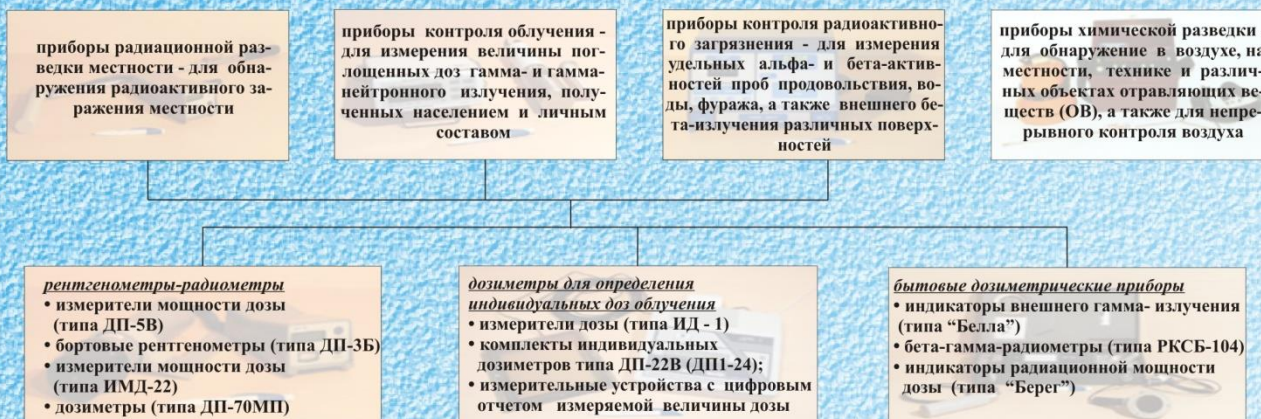 приборы радиационной раз-
ведки местности - для обна-
ружения радиоактивного за-
ражения местности
приборы контроля облучения -
для измерения величины пог-
лощенных доз гамма- и гамма-
нейтронного излучения, полу-
ченных населением и личным
составом
приборы контроля радиоактивно-
го загрязнения - для измерения
удельных альфа- и бета-актив-
ностей проб продовольствия, во-
ды, фуража, а также внешнего бе-
та-излучения различных поверх-
ностей
приборы химической разведки
для обнаружение в воздухе, на
местности, технике и различ-
ных объектах отравляющих ве-
ществ (ОВ), а также для непре-
рывного контроля воздуха
рентгенометры-радиометры
• измерители мощности дозы
(типа ДП-5В)
• бортовые рентгенометры (типа ДП-3Б)
• измерители мощности дозы
(типа ИМД-22)
• дозиметры (типа ДП-70МП)
дозиметры для определения
индивидуальных доз облучения
• измерители дозы (типа ИД - 1)
• комплекты индивидуальных
дозиметров типа ДП-22В (ДП1-24);
• измерительные устройства с цифровым
отчетом измеряемой величины дозы
бытовые дозиметрические приборы
• индикаторы внешнего гамма- излучения
(типа “Белла”)
• бета-гамма-радиометры (типа РКСБ-104)
• индикаторы радиационной мощности
дозы (типа “Берег”)